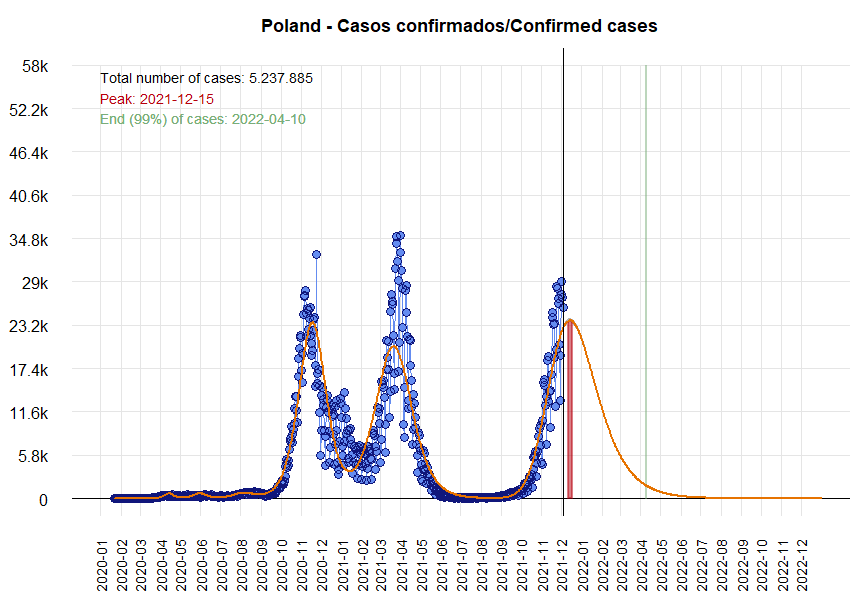 Poland - Casos confirmados/Confirmed cases
58k
Total number of cases: 5.237.885
Peak: 2021-12-15
52.2k
End (99%) of cases: 2022-04-10
46.4k
40.6k
34.8k
29k
23.2k
17.4k
11.6k
5.8k
0
2020-01
2020-02
2020-03
2020-04
2020-05
2020-06
2020-07
2020-08
2020-09
2020-10
2020-11
2020-12
2021-01
2021-02
2021-03
2021-04
2021-05
2021-06
2021-07
2021-08
2021-09
2021-10
2021-11
2021-12
2022-01
2022-02
2022-03
2022-04
2022-05
2022-06
2022-07
2022-08
2022-09
2022-10
2022-11
2022-12